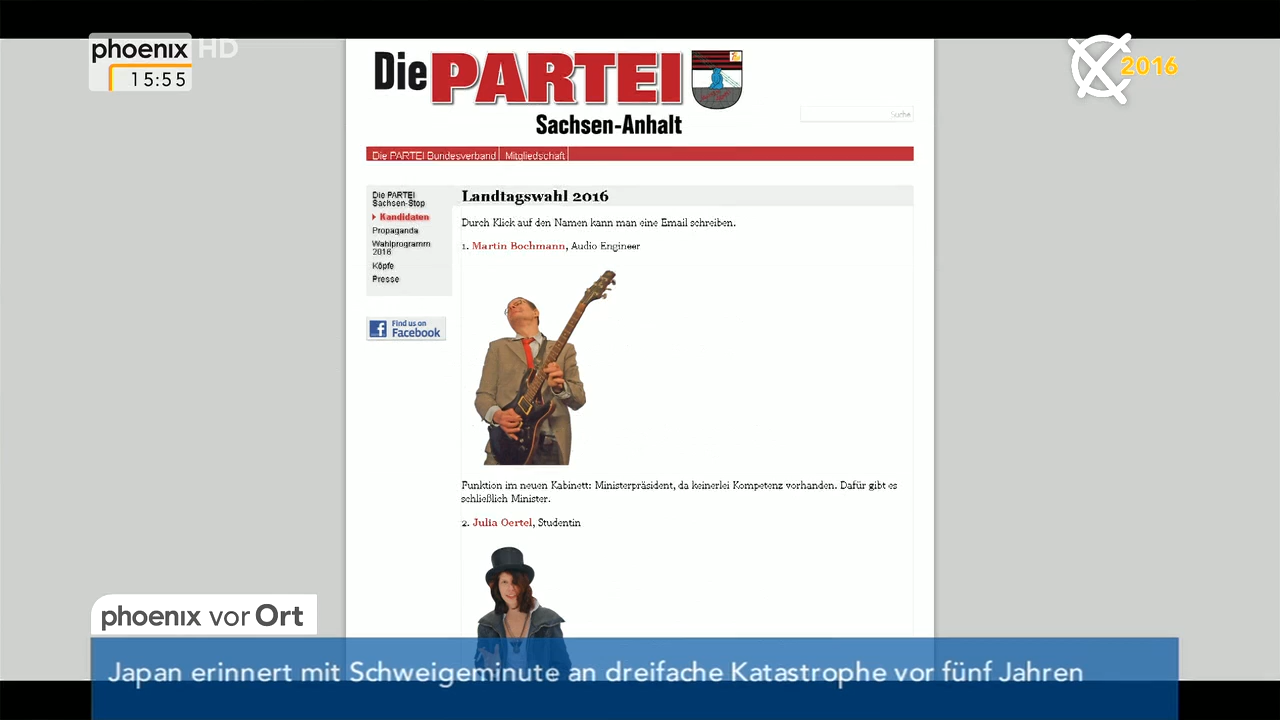 phoenix HD
15:55
2016
Die PARTEI
Sachsen-Anhalt
Suche
Die PARTEI Bundesverband
Mitgliedschaft
Die PARTEI
Sachsen-Stop
Kandidaten
Propaganda
Wahlprogramm
2016
Köpfe
Presse
Find us on
Facebook
Landtagswahl 2016
Durch Klick auf den Namen kann man eine Email schreiben.
1. Martin Bochmann, Audio Engineer
Funktion im neuen Kabinett: Ministerpräsident, da keinerlei Kompetenz vorhanden. Dafür gibt es
schließlich Minister.
2. Julia Oertel, Studentin
phoenix vor Ort
Japan erinnert mit Schweigeminute an dreifache Katastrophe vor fünf Jahren